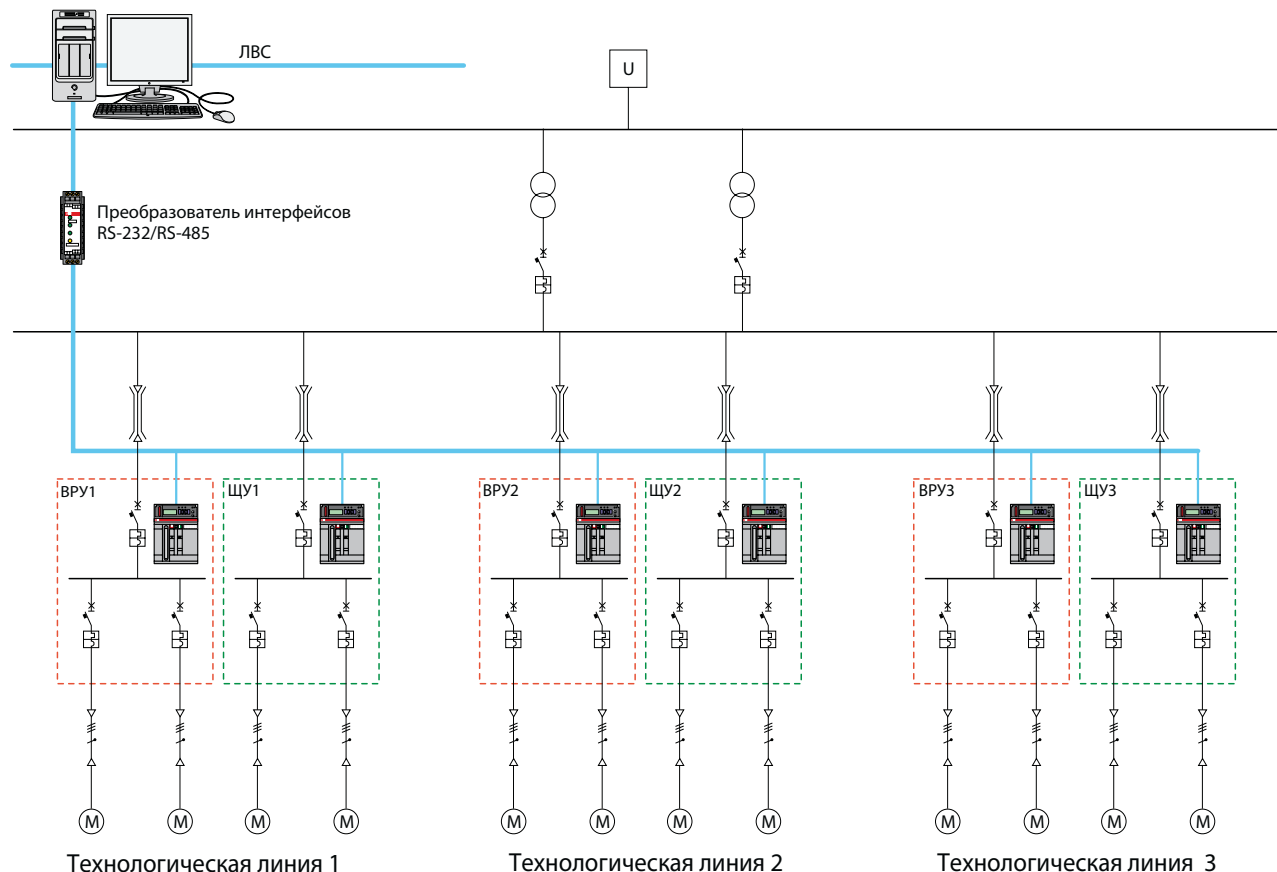 ЛВС
U
Преобразователь интерфейсов
RS-232/RS-485
ВРУ1
ЩУ1
ВРУ2
ЩУ2
ВРУ3
ЩУ3
M
M
M
M
M
M
M
M
M
M
M
M
Технологическая линия 1
Технологическая линия 2
Технологическая линия 3